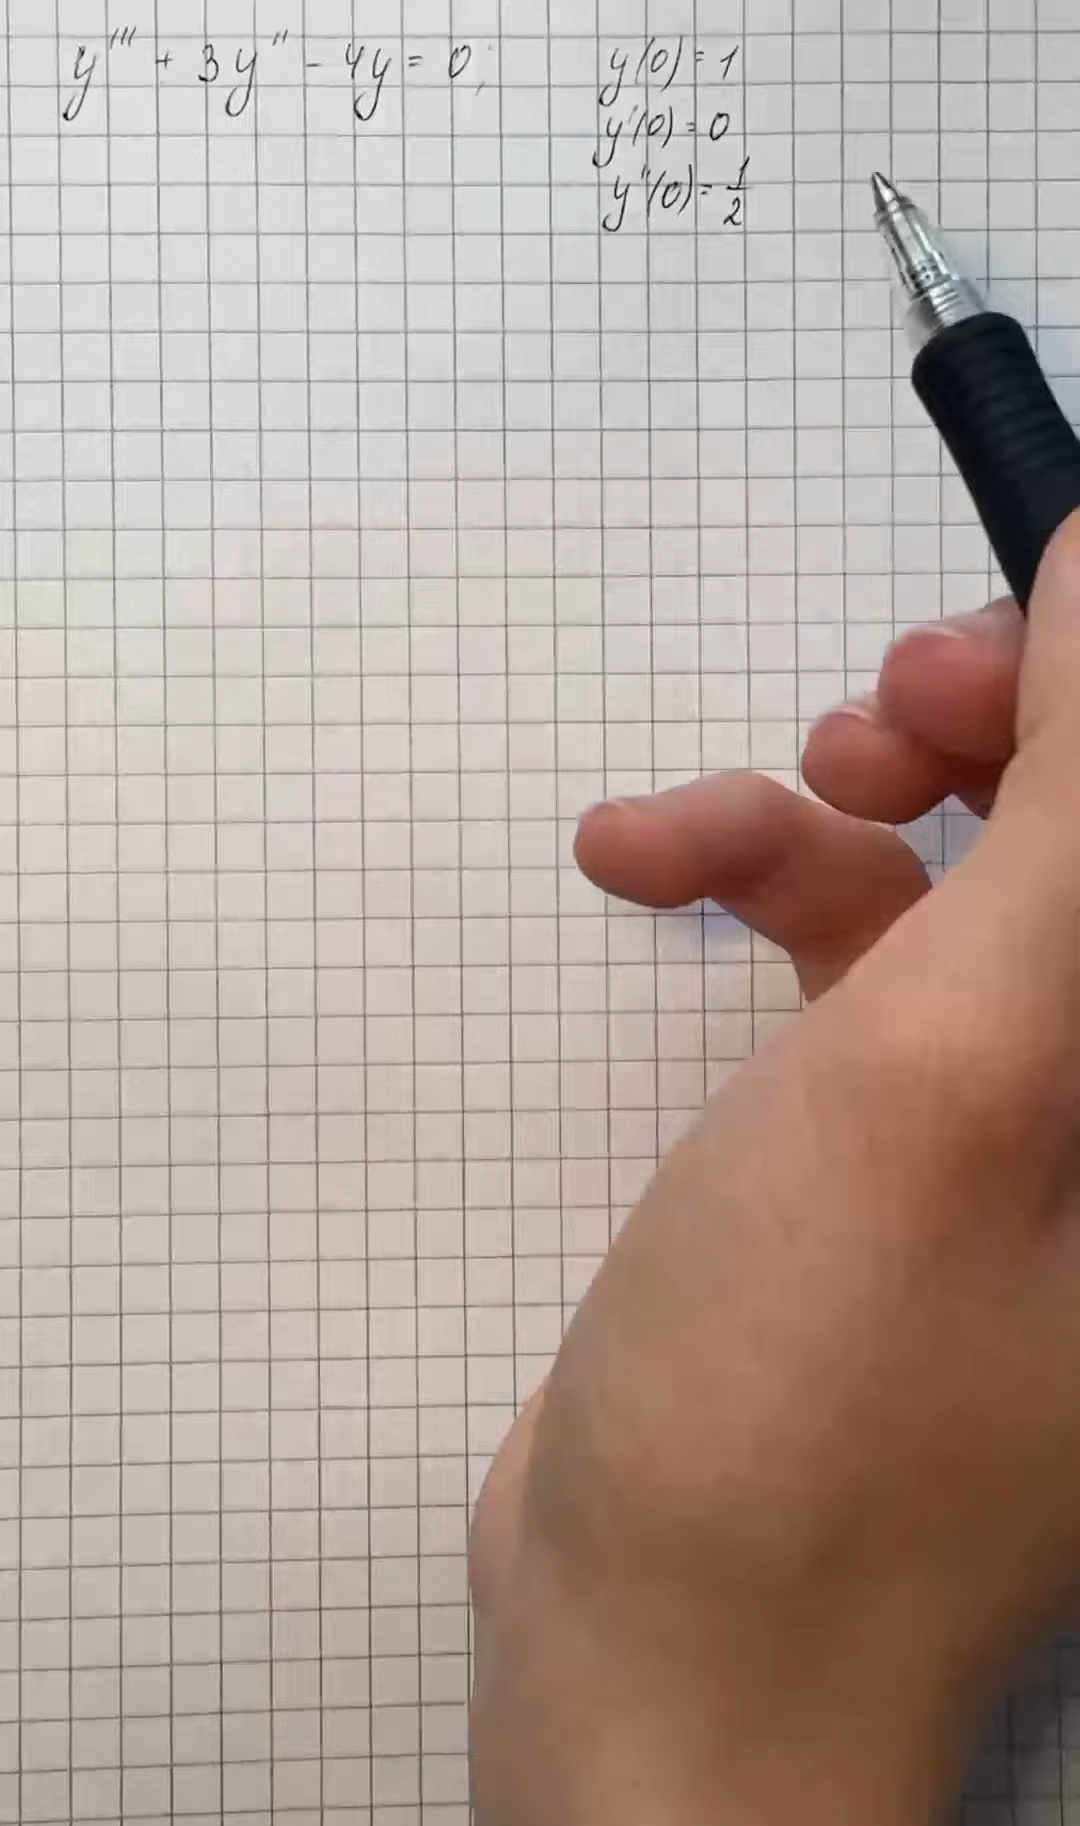 y''' + 3y'' - 4y = 0; y(0) = 1
y'(0) = 0
y''(0) = 1/2